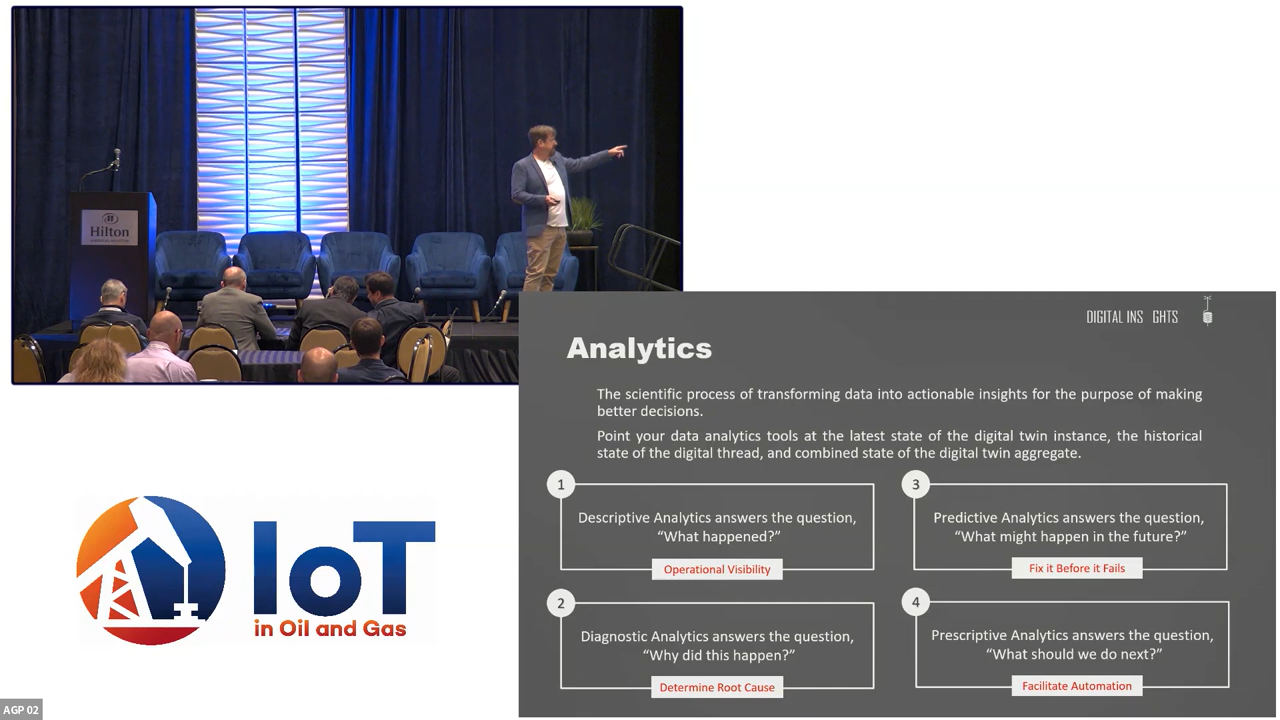 Hilton
DIGITAL INS GHTS
Analytics
The scientific process of transforming data into actionable insights for the purpose of making
better decisions.
Point your data analytics tools at the latest state of the digital twin instance, the historical
state of the digital thread, and combined state of the digital twin aggregate.
1
Descriptive Analytics answers the question,
“What happened?”
Operational Visibility
2
Diagnostic Analytics answers the question,
“Why did this happen?”
Determine Root Cause
3
Predictive Analytics answers the question,
“What might happen in the future?”
Fix it Before it Fails
4
Prescriptive Analytics answers the question,
“What should we do next?”
Facilitate Automation
IoT
in Oil and Gas
AGP 02